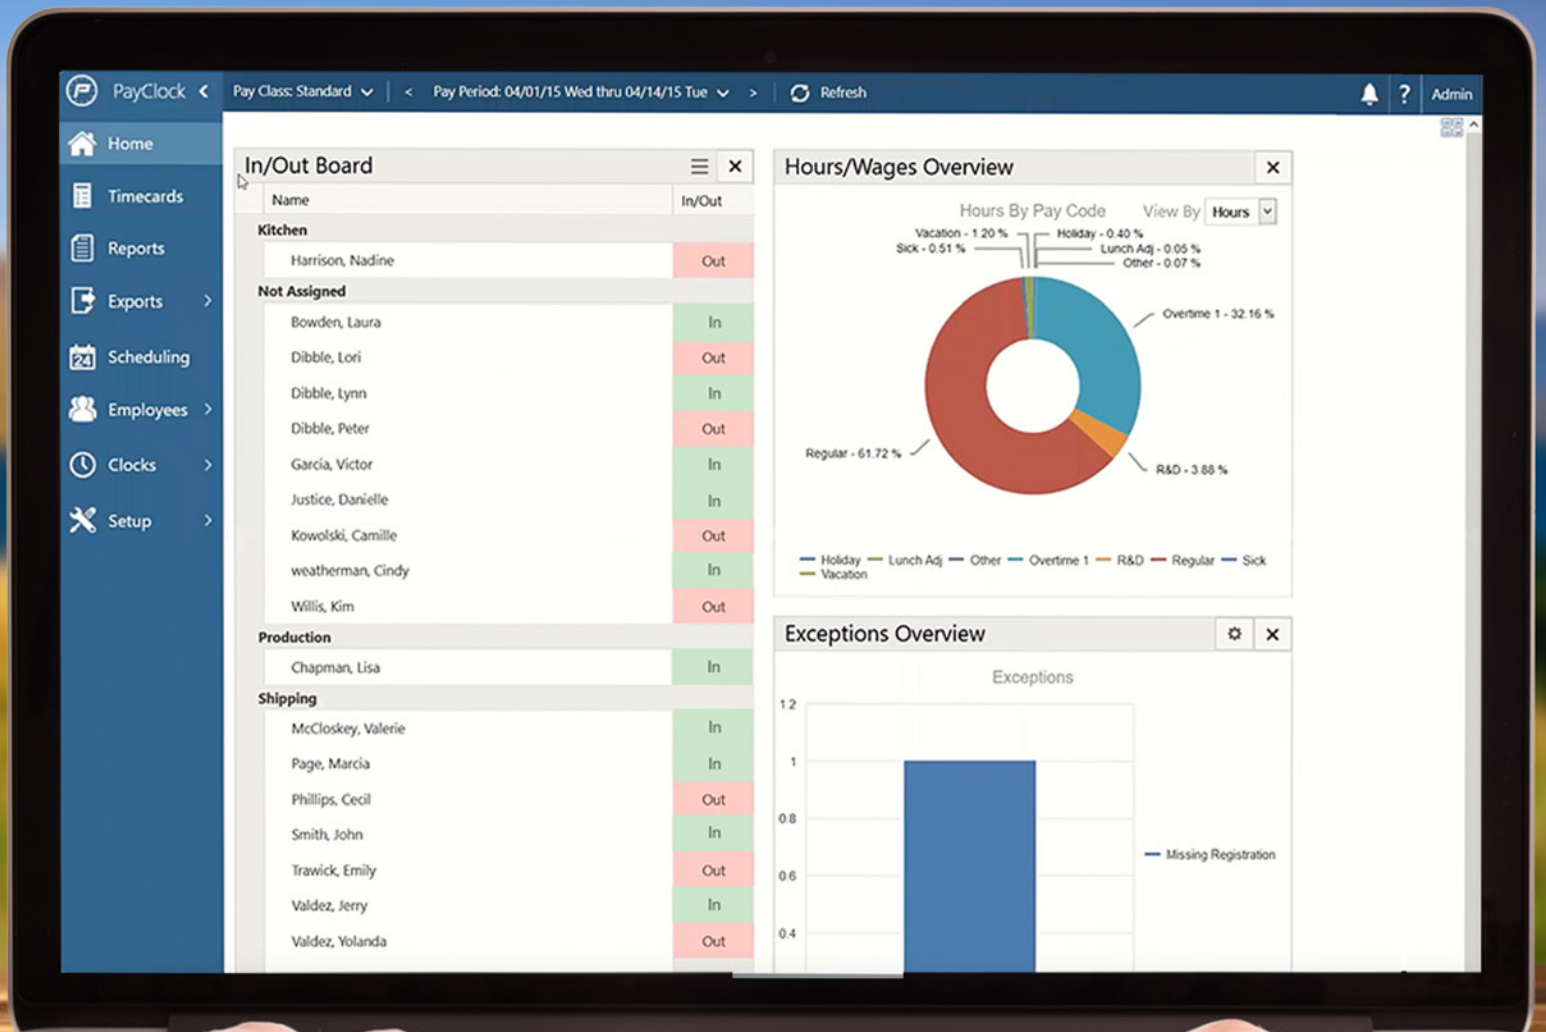 PayClock
Pay Class: Standard
< Pay Period: 04/01/15 Wed thru 04/14/15 Tue >
Refresh
? Admin
Home
Timecards
Reports
Exports
24 Scheduling
Employees
Clocks
Setup
In/Out Board
Name In/Out
Kitchen
Harrison, Nadine Out
Not Assigned
Bowden, Laura In
Dibble, Lori Out
Dibble, Lynn In
Dibble, Peter Out
Garcia, Victor In
Justice, Danielle In
Kowolski, Camille Out
weatherman, Cindy In
Willis, Kim Out
Production
Chapman, Lisa In
Shipping
McCloskey, Valerie In
Page, Marcia In
Phillips, Cecil Out
Smith, John In
Trawick, Emily Out
Valdez, Jerry In
Valdez, Yolanda Out
Hours/Wages Overview
Hours By Pay Code View By Hours
Vacation - 1.20 % Holiday - 0.40 %
Sick - 0.51 % Lunch Adj - 0.05 %
Other - 0.07 %
Overtime 1 - 32.16 %
Regular - 61.72 %
R&D - 3.88 %
Holiday Lunch Adj Other Overtime 1 R&D Regular Sick
Vacation
Exceptions Overview
Exceptions
1.2
1
0.8
Missing Registration
0.6
0.4